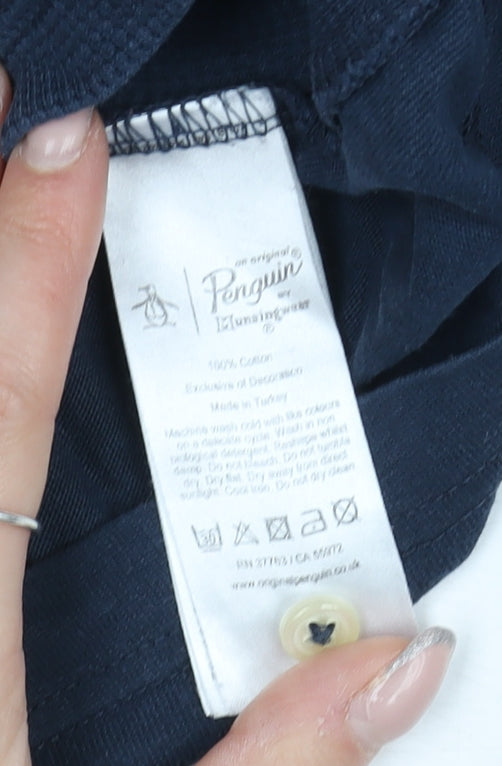 an original
Penguin®
BY
Munsingwear
®
100% Cotton
Exclusive of Decoration
Made in Turkey
Machine wash cold with like colours
on a delicate cycle. Wash in non
biological detergent. Reshape whilst
damp. Do not bleach. Do not tumble
dry. Dry flat. Dry away from direct
sunlight. Cool iron. Do not dry clean
30
RN 37763 / CA 55972
www.originalpenguin.co.uk